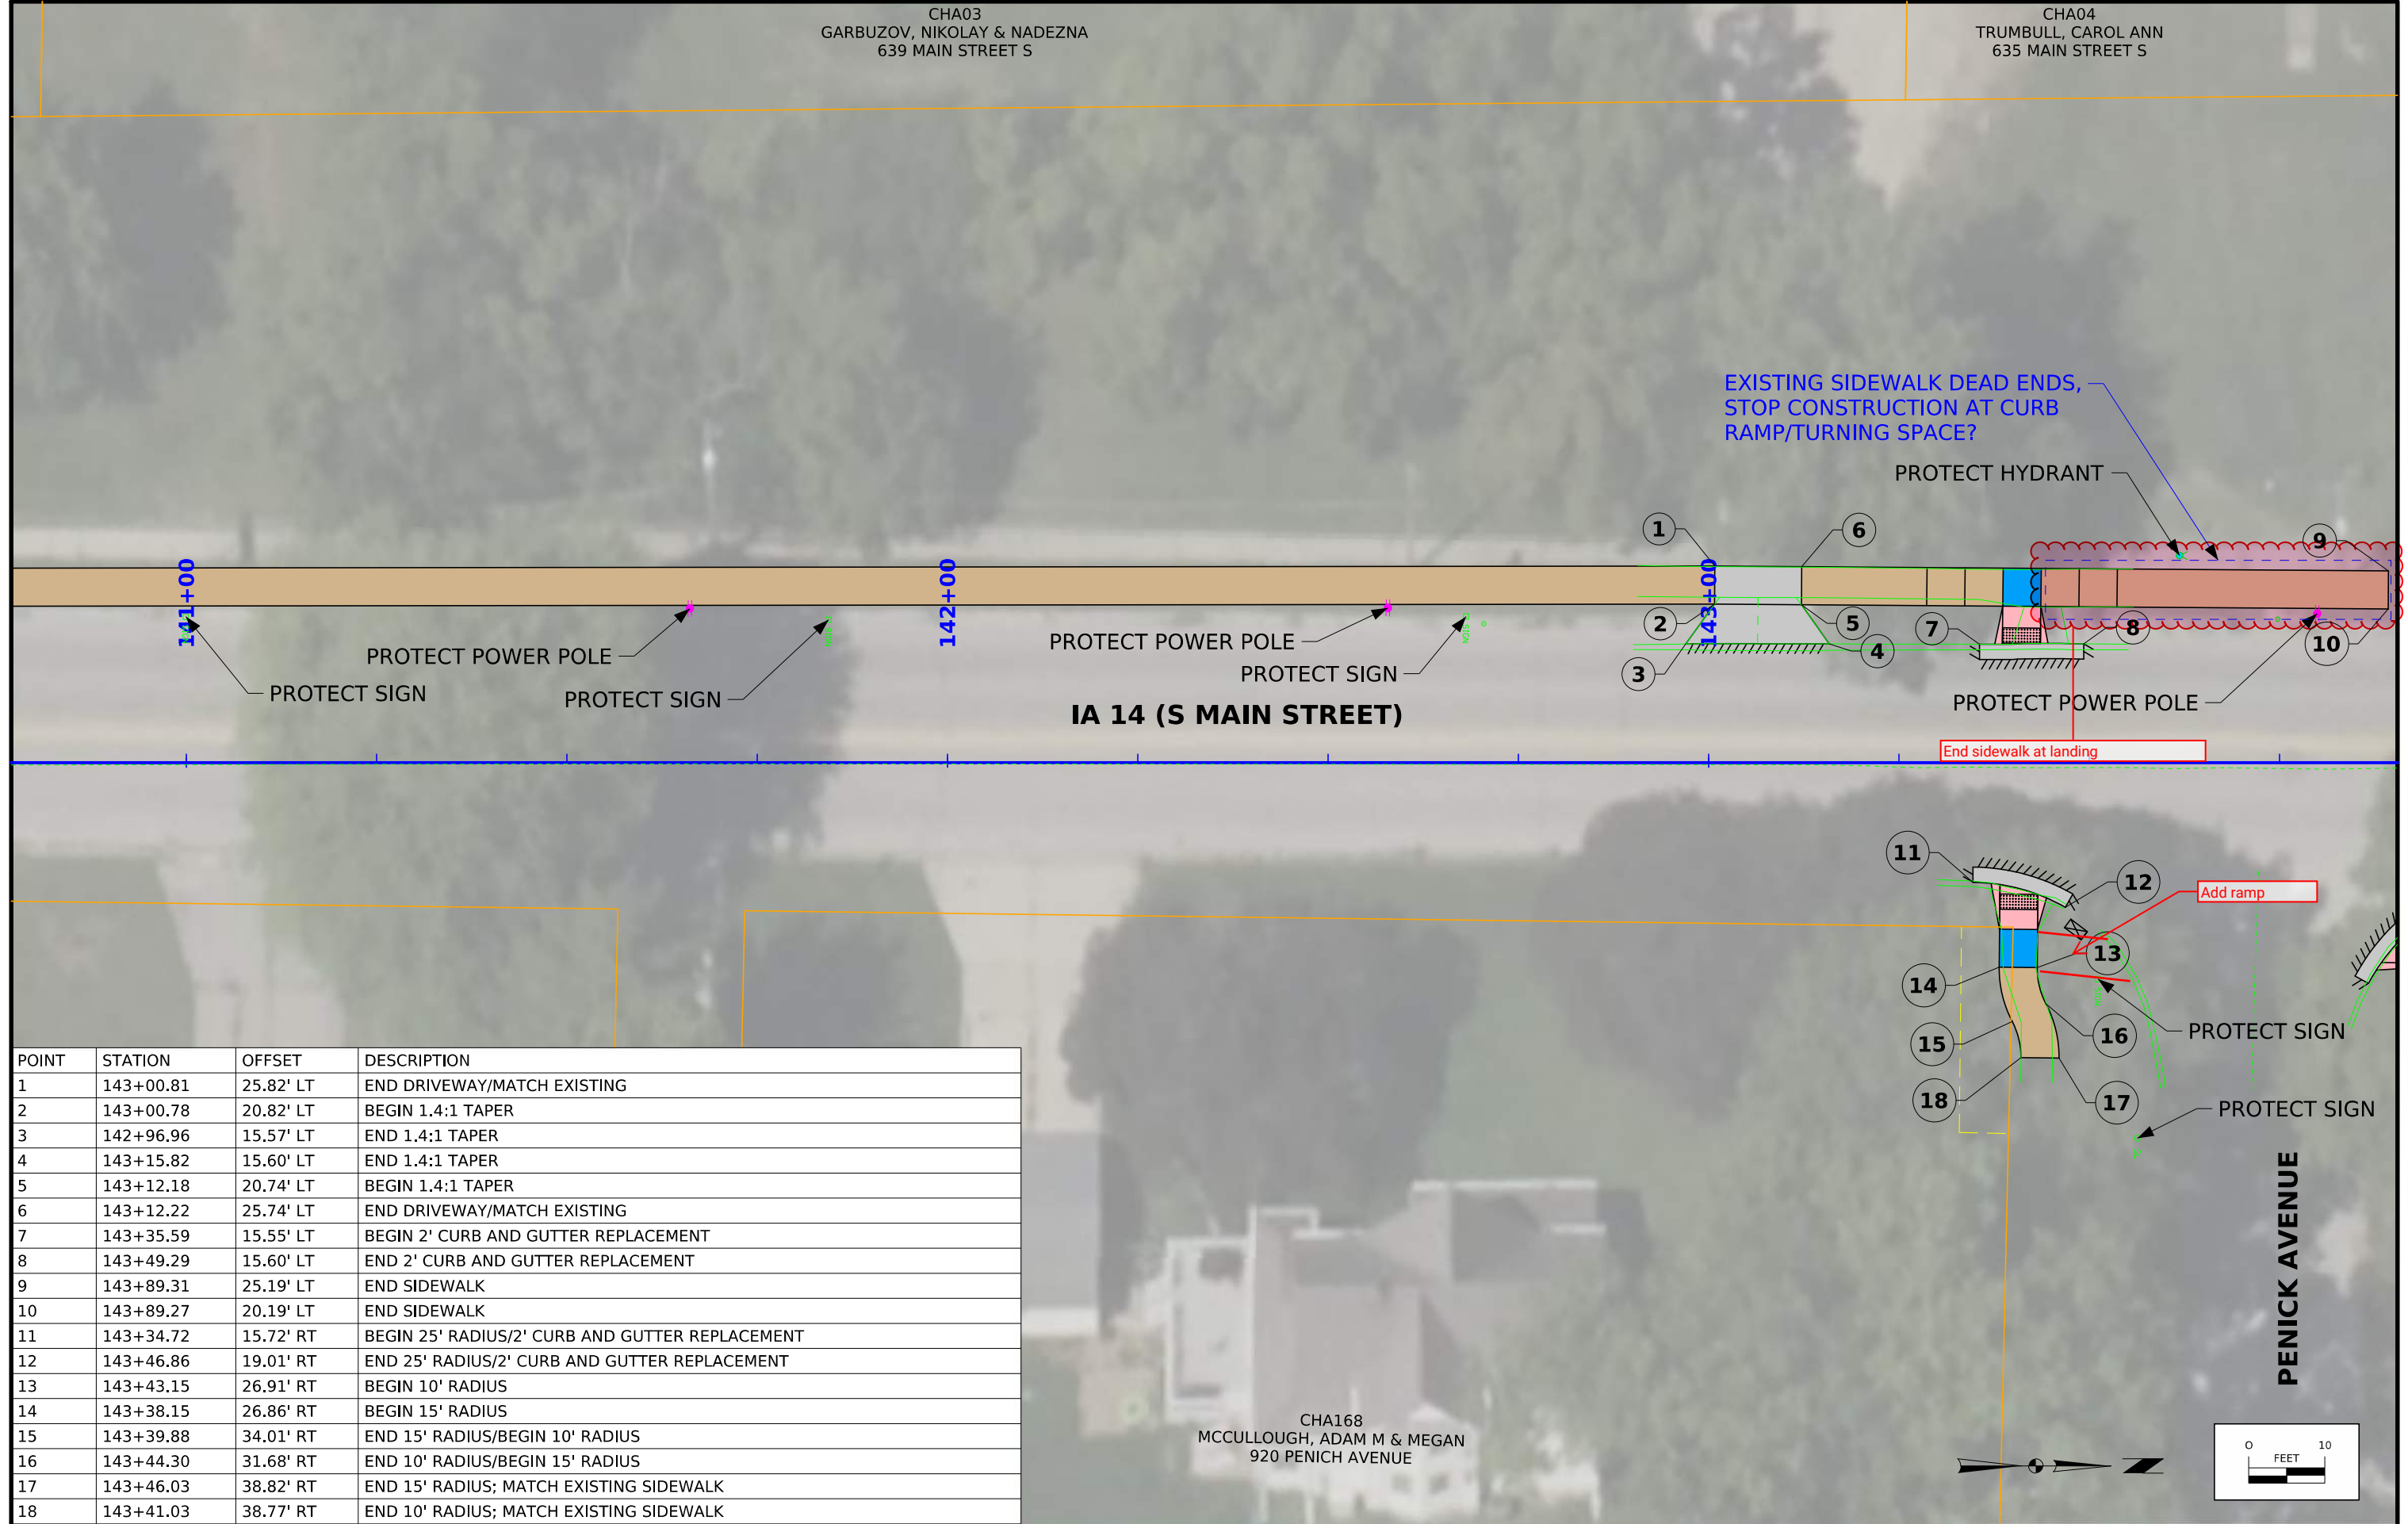 CHA03
GARBUZOV, NIKOLAY & NADEZNA
639 MAIN STREET S
CHA04
TRUMBULL, CAROL ANN
635 MAIN STREET S
EXISTING SIDEWALK DEAD ENDS,
STOP CONSTRUCTION AT CURB
RAMP/TURNING SPACE?
PROTECT HYDRANT
1
6
9
141+00
142+00
143+00
2
5
7
8
10
3
4
PROTECT POWER POLE
PROTECT SIGN
PROTECT SIGN
PROTECT POWER POLE
PROTECT SIGN
SIGN
PROTECT POWER POLE
IA 14 (S MAIN STREET)
End sidewalk at landing
11
12
Add ramp
13
14
15
16
PROTECT SIGN
18
17
PROTECT SIGN
PENICK AVENUE
POINT STATION OFFSET DESCRIPTION
1 143+00.81 25.82' LT END DRIVEWAY/MATCH EXISTING
2 143+00.78 20.82' LT BEGIN 1.4:1 TAPER
3 142+96.96 15.57' LT END 1.4:1 TAPER
4 143+15.82 15.60' LT END 1.4:1 TAPER
5 143+12.18 20.74' LT BEGIN 1.4:1 TAPER
6 143+12.22 25.74' LT END DRIVEWAY/MATCH EXISTING
7 143+35.59 15.55' LT BEGIN 2' CURB AND GUTTER REPLACEMENT
8 143+49.29 15.60' LT END 2' CURB AND GUTTER REPLACEMENT
9 143+89.31 25.19' LT END SIDEWALK
10 143+89.27 20.19' LT END SIDEWALK
11 143+34.72 15.72' RT BEGIN 25' RADIUS/2' CURB AND GUTTER REPLACEMENT
12 143+46.86 19.01' RT END 25' RADIUS/2' CURB AND GUTTER REPLACEMENT
13 143+43.15 26.91' RT BEGIN 10' RADIUS
14 143+38.15 26.86' RT BEGIN 15' RADIUS
15 143+39.88 34.01' RT END 15' RADIUS/BEGIN 10' RADIUS
16 143+44.30 31.68' RT END 10' RADIUS/BEGIN 15' RADIUS
17 143+46.03 38.82' RT END 15' RADIUS; MATCH EXISTING SIDEWALK
18 143+41.03 38.77' RT END 10' RADIUS; MATCH EXISTING SIDEWALK
CHA168
MCCULLOUGH, ADAM M & MEGAN
920 PENICH AVENUE
0 10
FEET